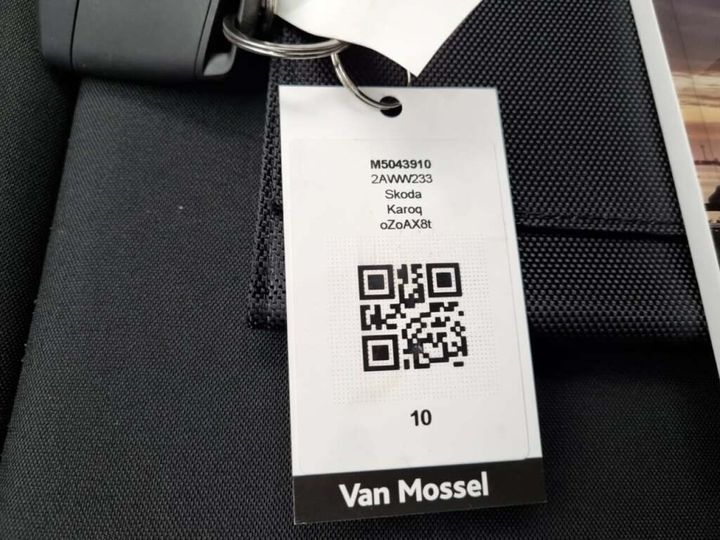 M5043910
2AWW233
Skoda
Karoq
oZoAX8t
10
Van Mossel